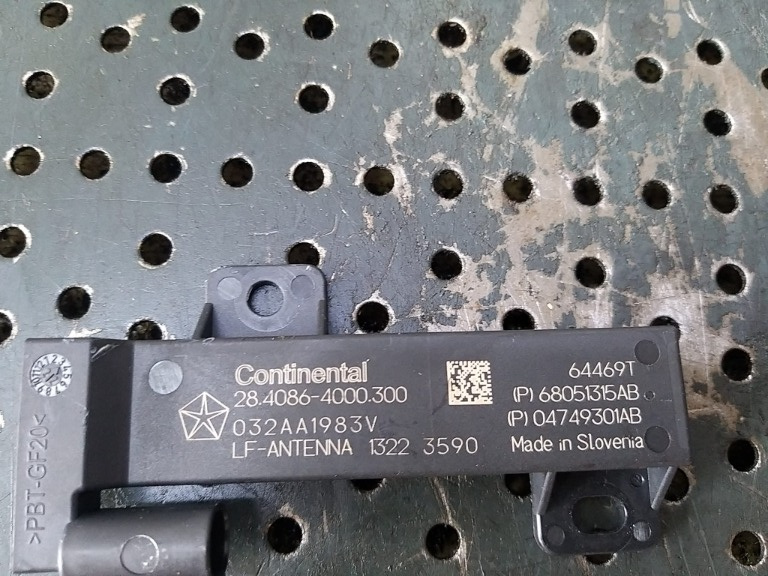 Continental
28.4086-4000.300
032AA1983V
LF-ANTENNA 1322 3590
64469T
(P) 68051315AB
(P) 04749301AB
Made in Slovenia
>PBT-GF20<